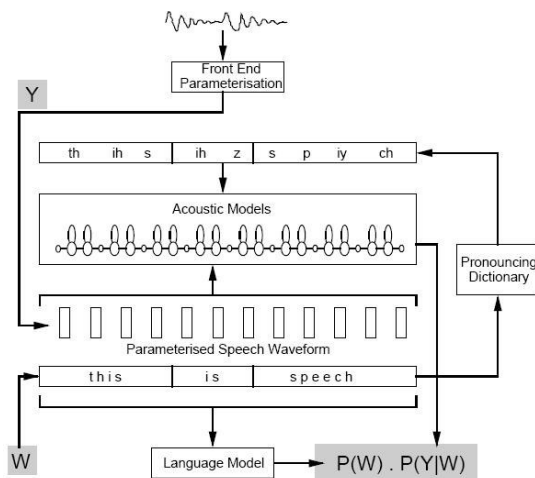 Front End
Parameterisation
Y
th ih s ih z s p iy ch
Acoustic Models
Pronouncing
Dictionary
Parameterised Speech Waveform
this is speech
W
Language Model
P(W) . P(Y|W)